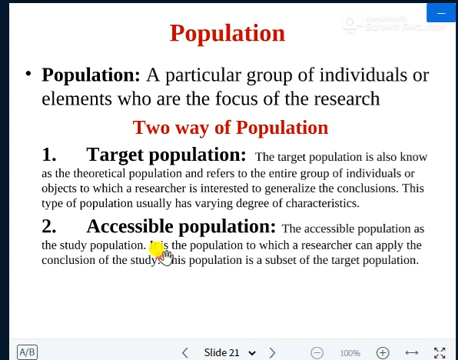 Population
• Population: A particular group of individuals or
elements who are the focus of the research
Two way of Population
1. Target population: The target population is also know
as the theoretical population and refers to the entire group of individuals or
objects to which a researcher is interested to generalize the conclusions. This
type of population usually has varying degree of characteristics.
2. Accessible population: The accessible population as
the study population. It is the population to which a researcher can apply the
conclusion of the study. This population is a subset of the target population.
A/B
Slide 21
100%